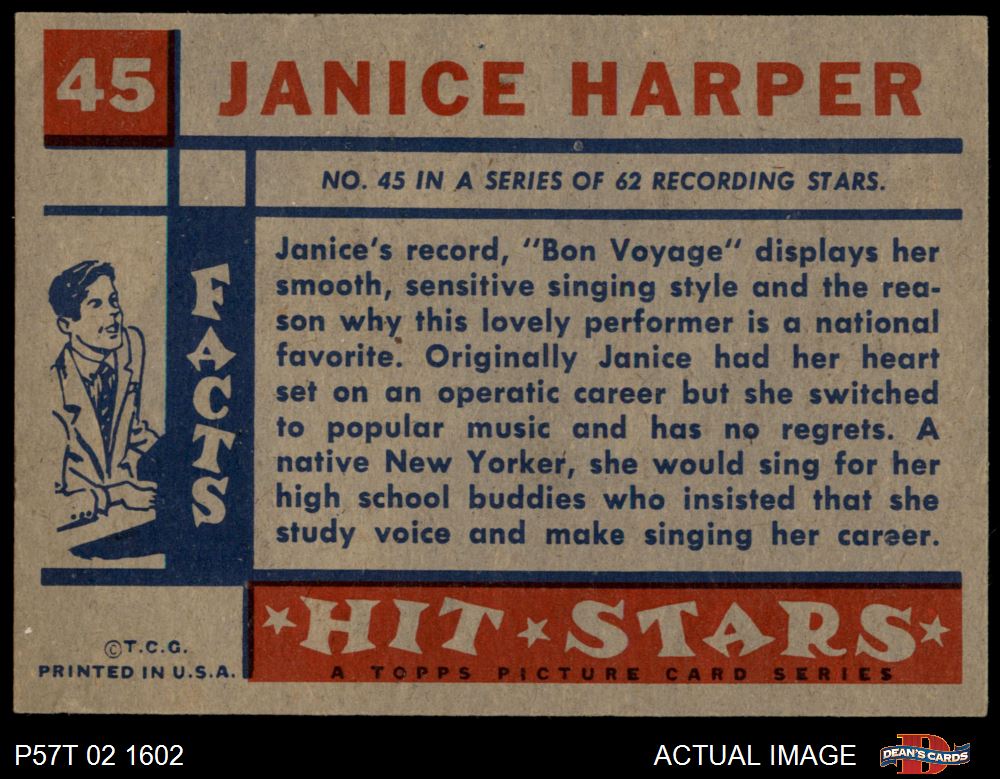 45 JANICE HARPER
NO. 45 IN A SERIES OF 62 RECORDING STARS.
FACTS
Janice's record, "Bon Voyage" displays her
smooth, sensitive singing style and the rea-
son why this lovely performer is a national
favorite. Originally Janice had her heart
set on an operatic career but she switched
to popular music and has no regrets. A
native New Yorker, she would sing for her
high school buddies who insisted that she
study voice and make singing her career.
HIT STARS
A TOPPS PICTURE CARD SERIES
©T.C.G.
PRINTED IN U.S.A.
P57T 02 1602
ACTUAL IMAGE
D
DEAN'S CARDS